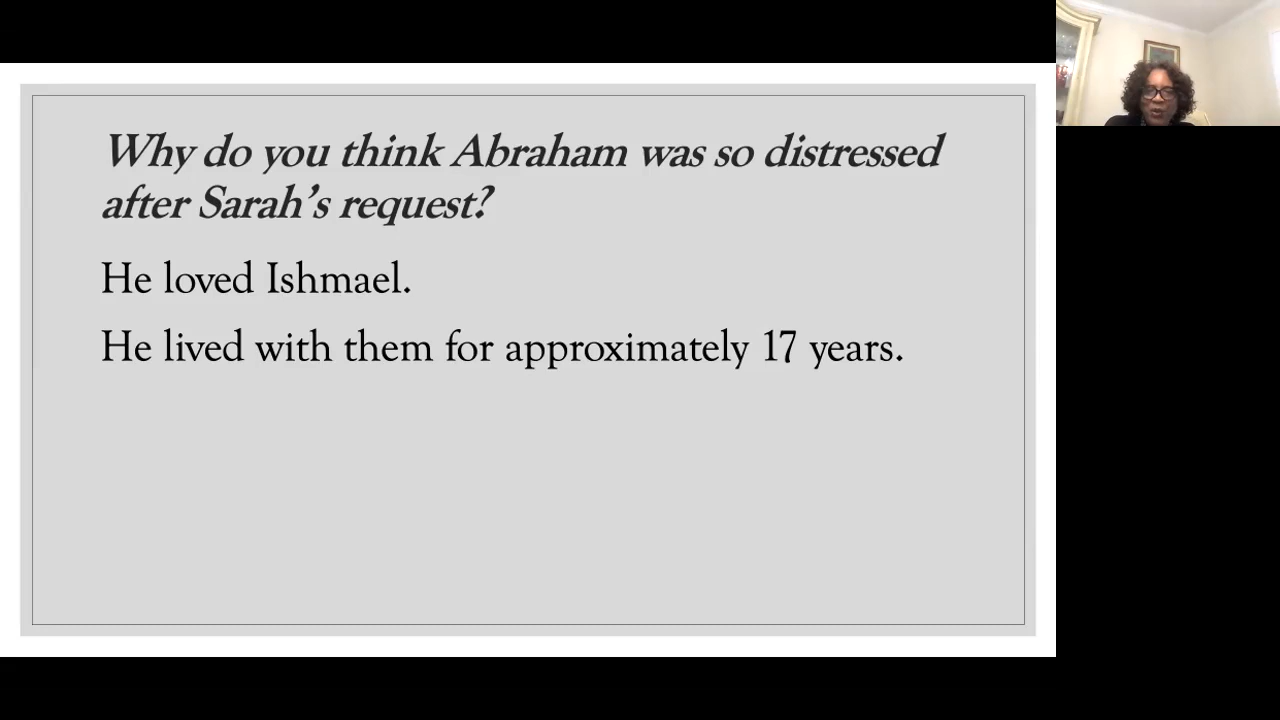 Why do you think Abraham was so distressed
after Sarah’s request?
He loved Ishmael.
He lived with them for approximately 17 years.